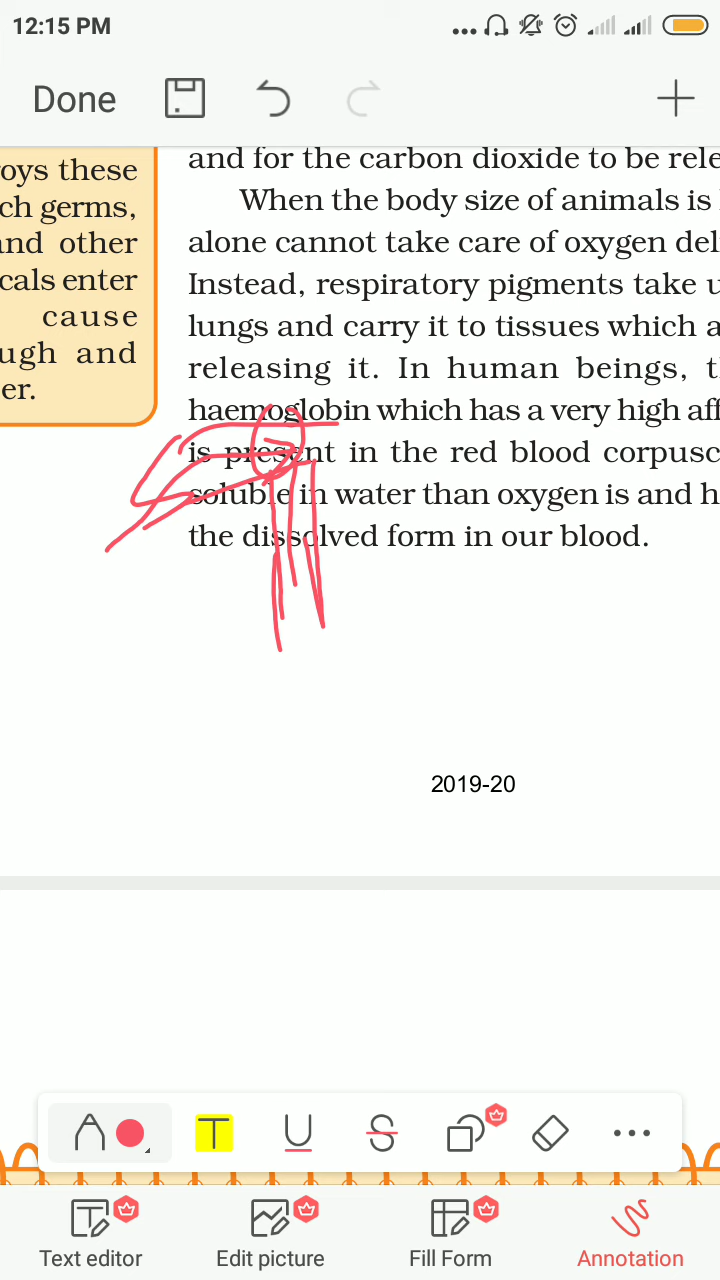 12:15 PM
Done
oys these
ch germs,
nd other
cals enter
cause
ugh and
er.
and for the carbon dioxide to be rele
When the body size of animals is
alone cannot take care of oxygen del
Instead, respiratory pigments take u
lungs and carry it to tissues which a
releasing it. In human beings, t
haemoglobin which has a very high aff
is present in the red blood corpusc
soluble in water than oxygen is and h
the dissolved form in our blood.
2019-20
Text editor
Edit picture
Fill Form
Annotation